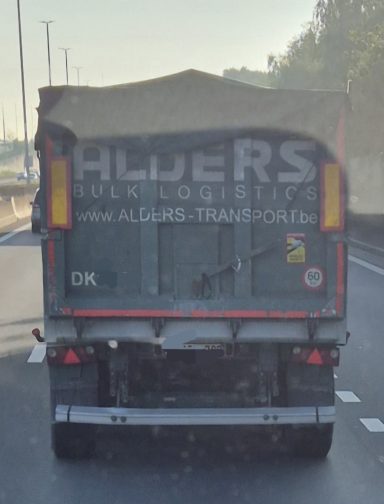 ALDERS
BULK LOGISTICS
www.ALDERS-TRANSPORT.be
DK
60